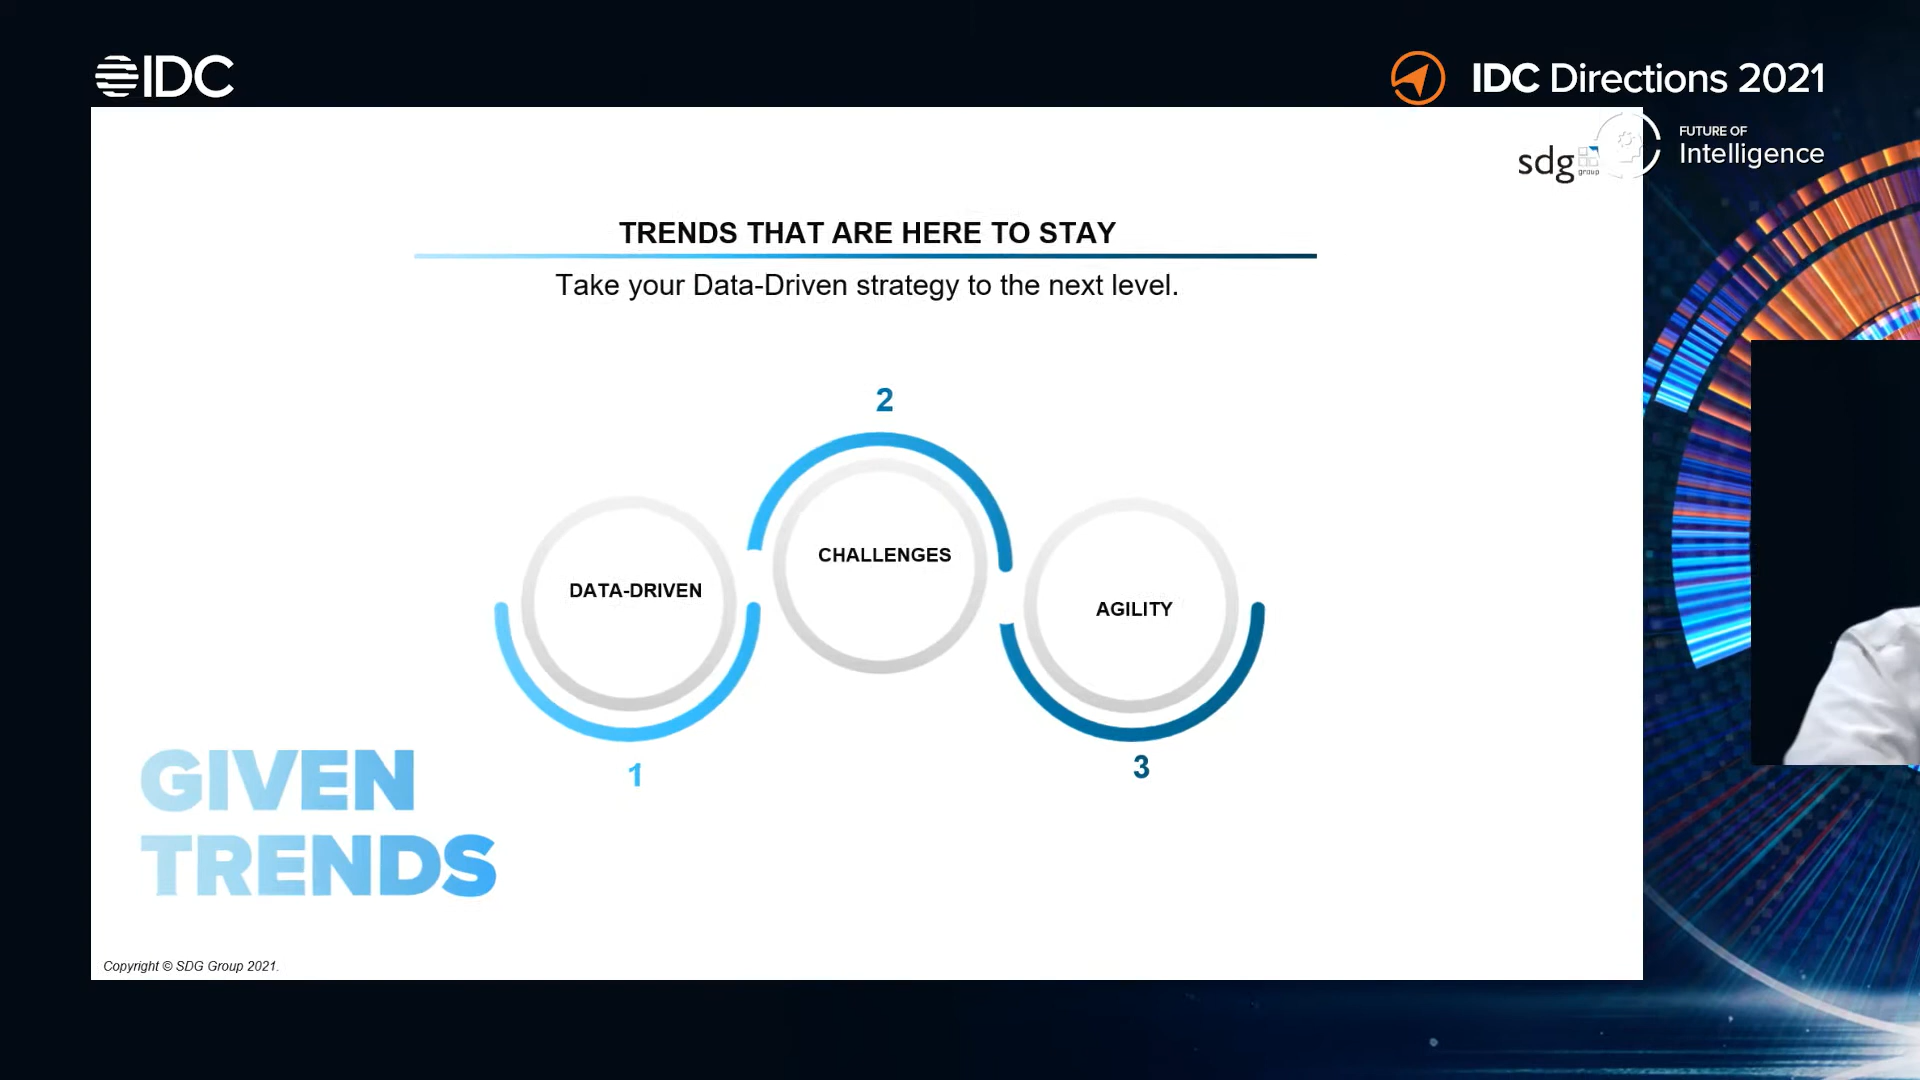 IDC
IDC Directions 2021
FUTURE OF
Intelligence
sdg
group
TRENDS THAT ARE HERE TO STAY
Take your Data-Driven strategy to the next level.
2
CHALLENGES
DATA-DRIVEN
AGILITY
1
3
GIVEN
TRENDS
Copyright © SDG Group 2021.